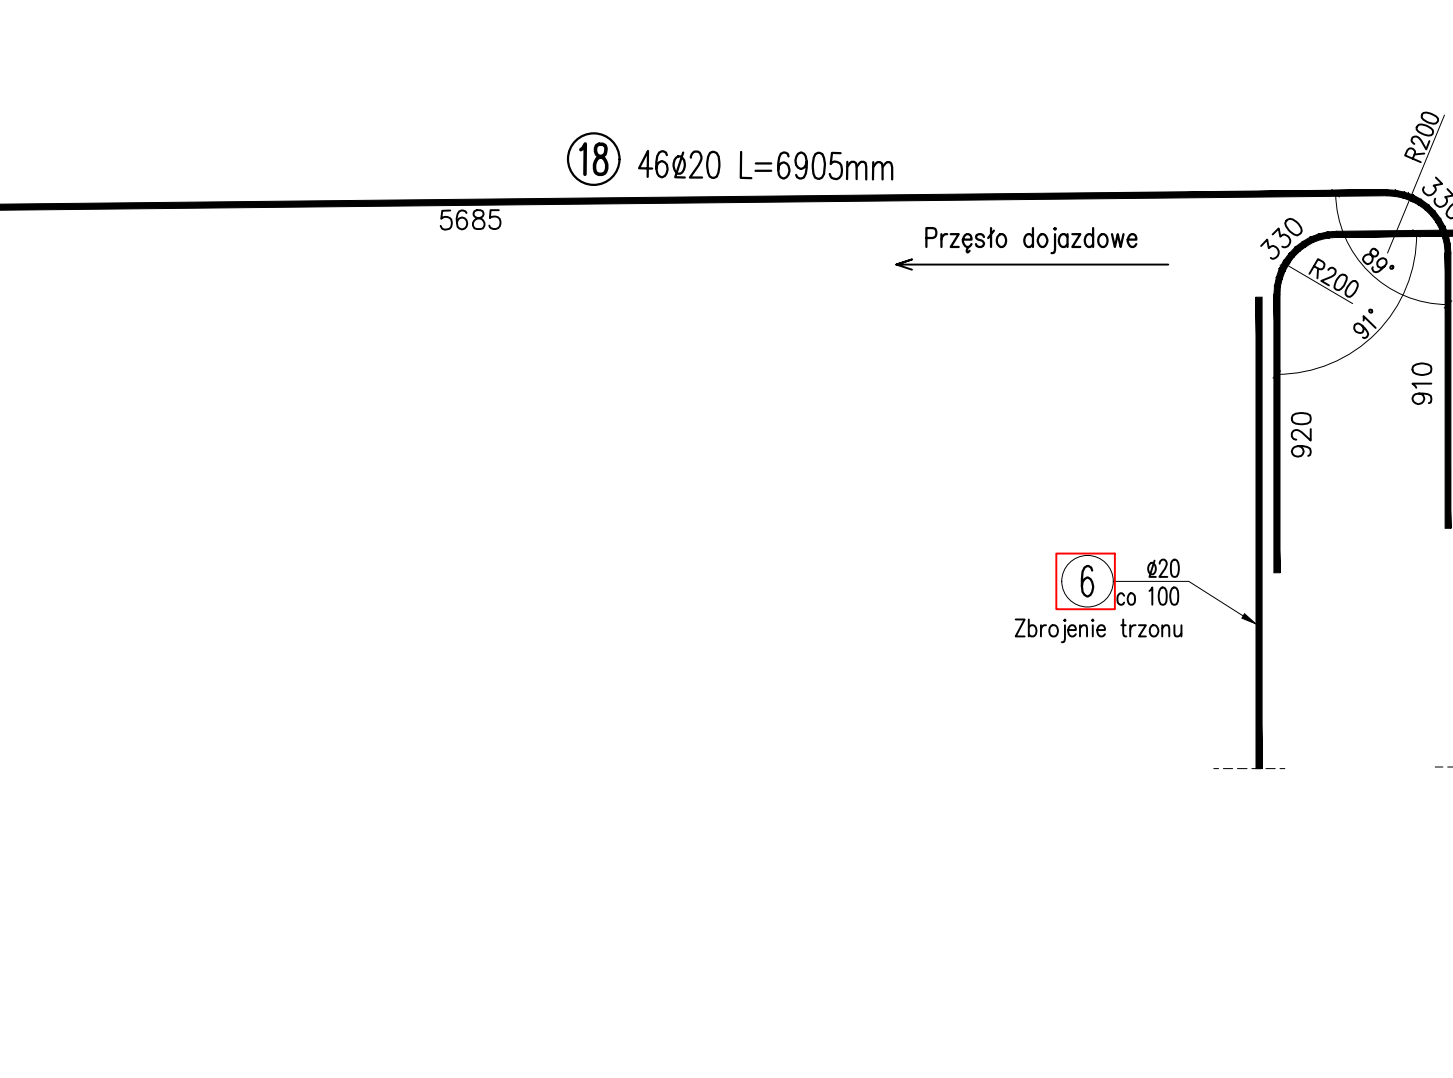 R200
18 46ø20 L=6905mm
330
5685
Przęsło dojazdowe
330
89°
R200
91°
910
920
6 ø20
co 100
Zbrojenie trzonu